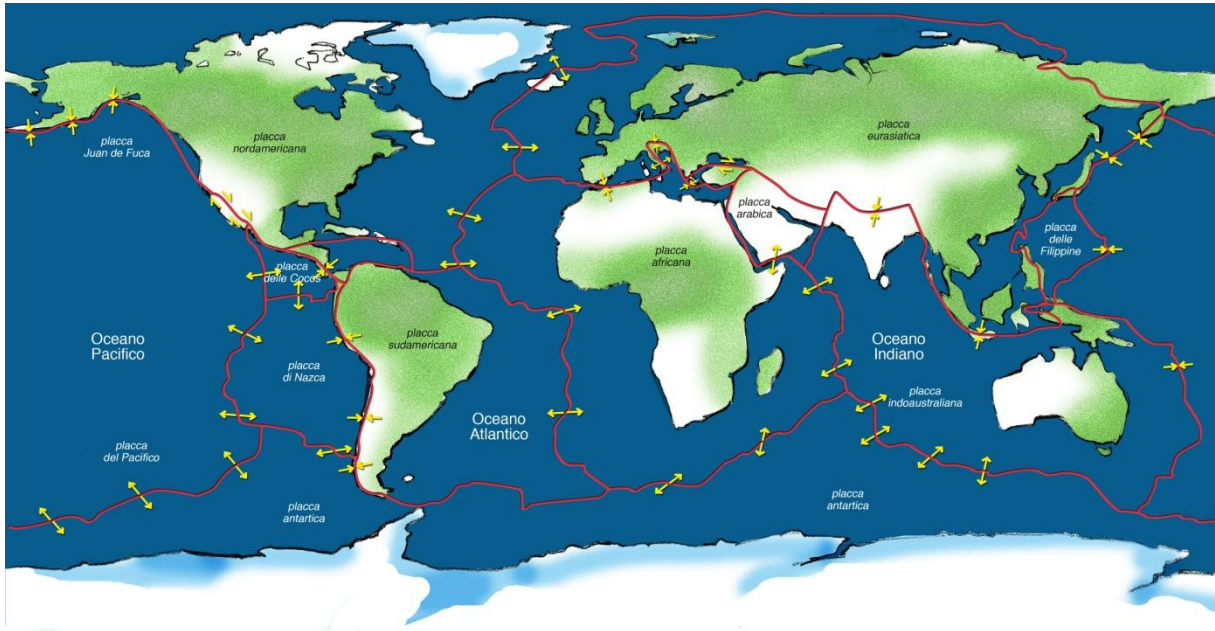 placca
Juan de Fuca
placca
nordamericana
placca
eurasiatica
placca
arabica
placca
delle
Filippine
placca
africana
placca
delle Cocos
Oceano
Pacifico
placca
sudamericana
Oceano
Indiano
placca
di Nazca
placca
indoaustraliana
Oceano
Atlantico
placca
del Pacifico
placca
antartica
placca
antartica